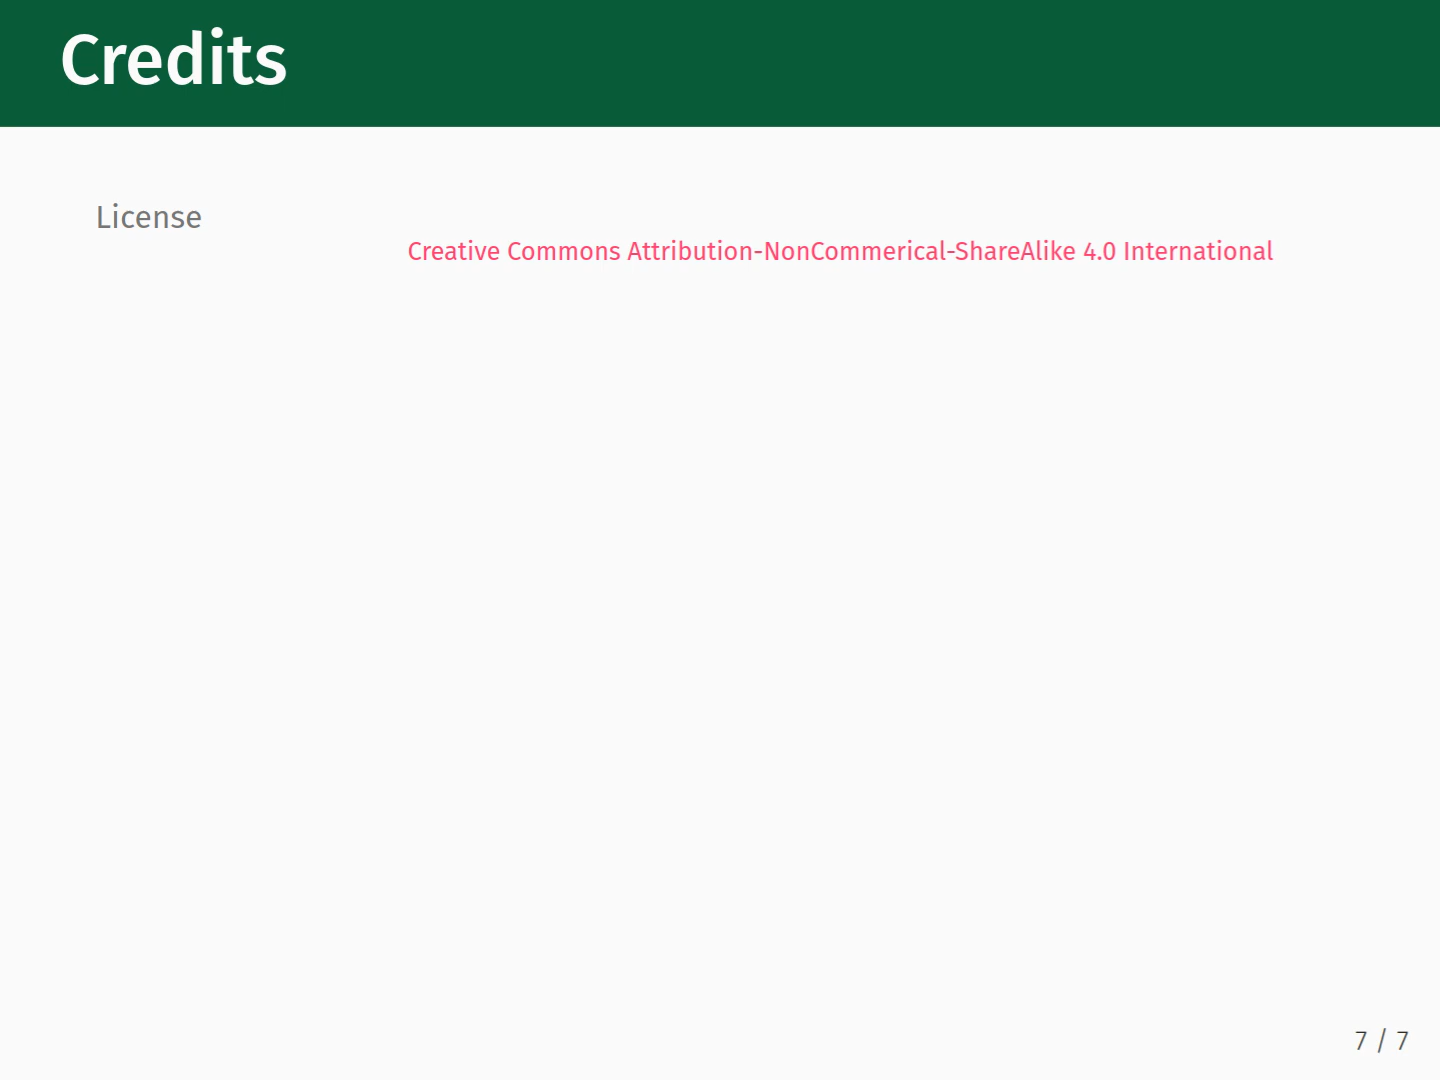 Credits
License
Creative Commons Attribution-NonCommerical-ShareAlike 4.0 International
7 / 7